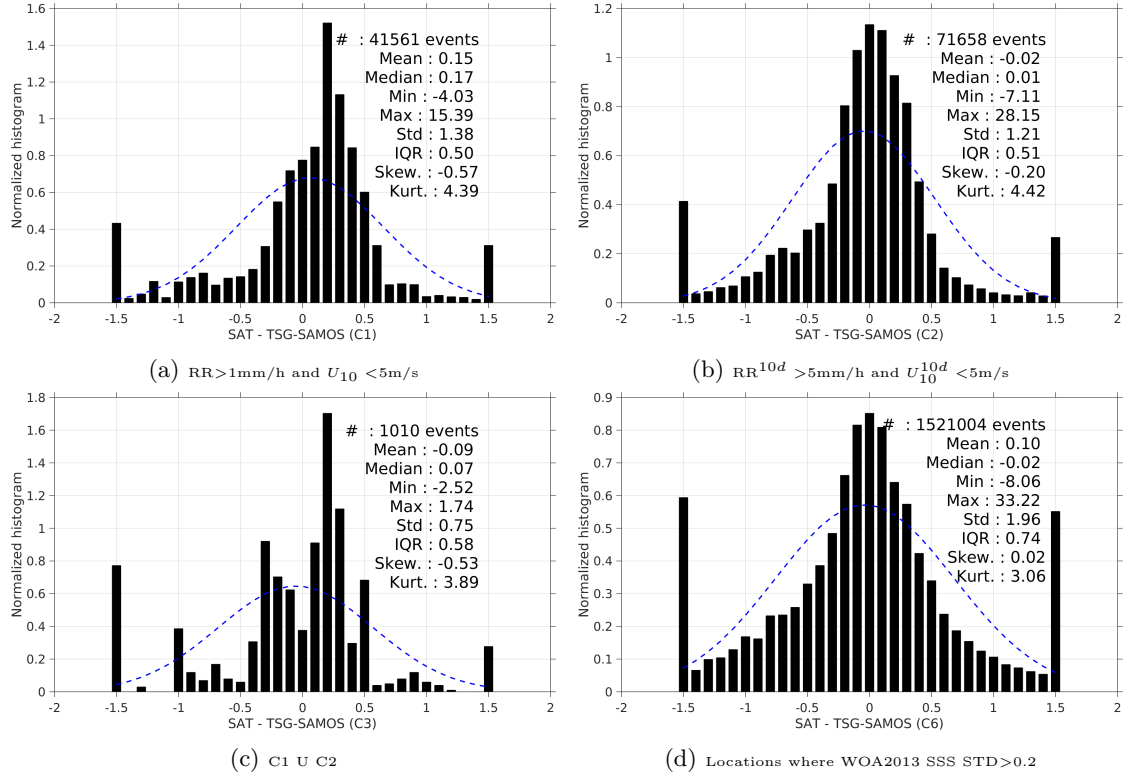 1.6
1.4
1.2
1
0.8
0.6
0.4
0.2
0
Normalized histogram
# : 41561 events
Mean : 0.15
Median : 0.17
Min : -4.03
Max : 15.39
Std : 1.38
IQR : 0.50
Skew. : -0.57
Kurt. : 4.39
-2 -1.5 -1 -0.5 0 0.5 1 1.5 2
SAT - TSG-SAMOS (C1)
(a) RR>1mm/h and U10 <5m/s
1.2
1
0.8
0.6
0.4
0.2
0
Normalized histogram
# : 71658 events
Mean : -0.02
Median : 0.01
Min : -7.11
Max : 28.15
Std : 1.21
IQR : 0.51
Skew. : -0.20
Kurt. : 4.42
-2 -1.5 -1 -0.5 0 0.5 1 1.5 2
SAT - TSG-SAMOS (C2)
(b) RR10d >5mm/h and U10d10 <5m/s
1.8
1.6
1.4
1.2
1
0.8
0.6
0.4
0.2
0
Normalized histogram
# : 1010 events
Mean : -0.09
Median : 0.07
Min : -2.52
Max : 1.74
Std : 0.75
IQR : 0.58
Skew. : -0.53
Kurt. : 3.89
-2 -1.5 -1 -0.5 0 0.5 1 1.5 2
SAT - TSG-SAMOS (C3)
(c) C1 U C2
0.9
0.8
0.7
0.6
0.5
0.4
0.3
0.2
0.1
0
Normalized histogram
# : 1521004 events
Mean : 0.10
Median : -0.02
Min : -8.06
Max : 33.22
Std : 1.96
IQR : 0.74
Skew. : 0.02
Kurt. : 3.06
-2 -1.5 -1 -0.5 0 0.5 1 1.5 2
SAT - TSG-SAMOS (C6)
(d) Locations where WOA2013 SSS STD>0.2